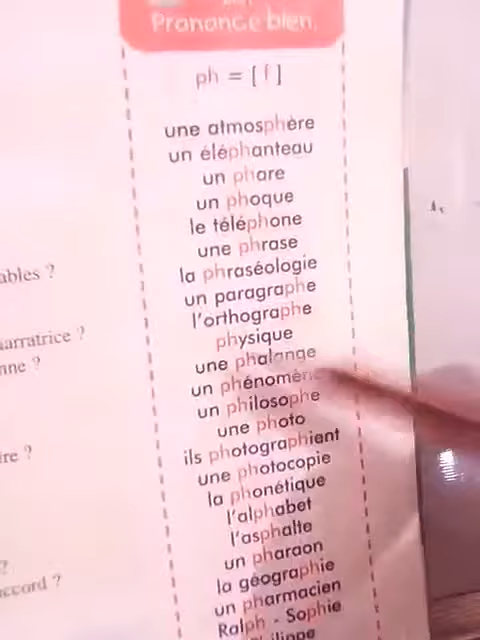 Prononce bien.
ph = [ f ]
une atmosphère
un éléphanteau
un phare
un phoque
le téléphone
une phrase
la phraséologie
un paragraphe
l'orthographe
physique
une phalange
un phénomène
un philosophe
une photo
ils photographient
une photocopie
la phonétique
l'alphabet
l'asphalte
un pharaon
la géographie
un pharmacien
Ralph - Sophie
Philippe
ables ?
narratrice ?
nne ?
ire ?
?
ccord ?